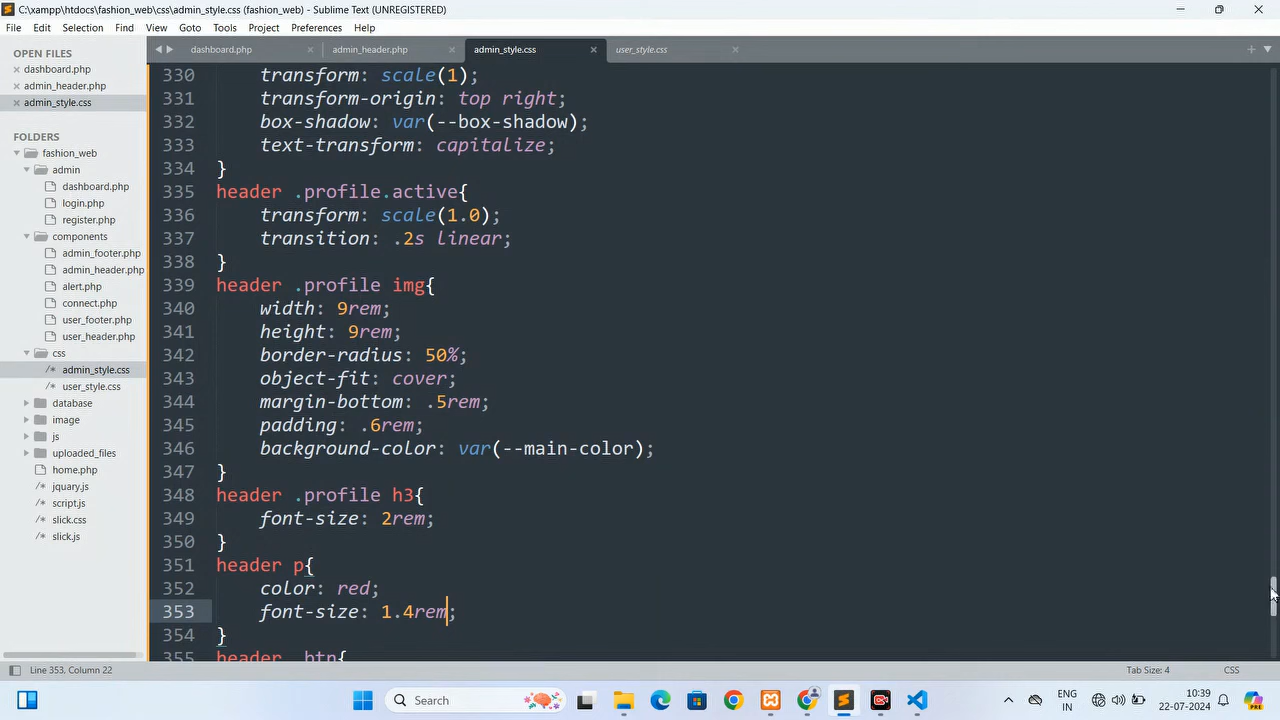 C:\xampp\htdocs\fashion_web\css\admin_style.css (fashion_web) - Sublime Text (UNREGISTERED)
File Edit Selection Find View Goto Tools Project Preferences Help
OPEN FILES
dashboard.php
admin_header.php
admin_style.css
FOLDERS
fashion_web
admin
dashboard.php
login.php
register.php
components
admin_footer.php
admin_header.php
alert.php
connect.php
user_footer.php
user_header.php
css
admin_style.css
user_style.css
database
image
js
uploaded_files
home.php
jquary.js
script.js
slick.css
slick.js
dashboard.php admin_header.php admin_style.css user_style.css
330 transform: scale(1);
331 transform-origin: top right;
332 box-shadow: var(--box-shadow);
333 text-transform: capitalize;
334 }
335 header .profile.active{
336 transform: scale(1.0);
337 transition: .2s linear;
338 }
339 header .profile img{
340 width: 9rem;
341 height: 9rem;
342 border-radius: 50%;
343 object-fit: cover;
344 margin-bottom: .5rem;
345 padding: .6rem;
346 background-color: var(--main-color);
347 }
348 header .profile h3{
349 font-size: 2rem;
350 }
351 header p{
352 color: red;
353 font-size: 1.4rem;
354 }
355 header .btn{
Line 353, Column 22 Tab Size: 4 CSS
Search
ENG
IN
10:39
22-07-2024